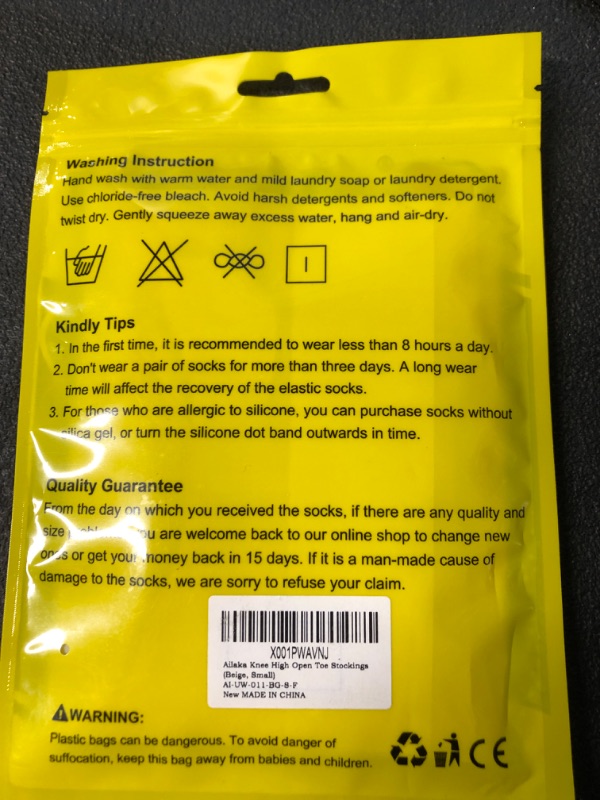 Washing Instruction
Hand wash with warm water and mild laundry soap or laundry detergent.
Use chloride-free bleach. Avoid harsh detergents and softeners. Do not
twist dry. Gently squeeze away excess water, hang and air-dry.
Kindly Tips
1. In the first time, it is recommended to wear less than 8 hours a day.
2. Don't wear a pair of socks for more than three days. A long wear
time will affect the recovery of the elastic socks.
3. For those who are allergic to silicone, you can purchase socks without
silica gel, or turn the silicone dot band outwards in time.
Quality Guarantee
From the day on which you received the socks, if there are any quality and
size you are welcome back to our online shop to change new
ones or get your money back in 15 days. If it is a man-made cause of
damage to the socks, we are sorry to refuse your claim.
X001PWAVNJ
Ailaka Knee High Open Toe Stockings
(Beige, Small)
AI-UW-011-BG-8-F
New MADE IN CHINA
WARNING:
Plastic bags can be dangerous. To avoid danger of
suffocation, keep this bag away from babies and children.
CE